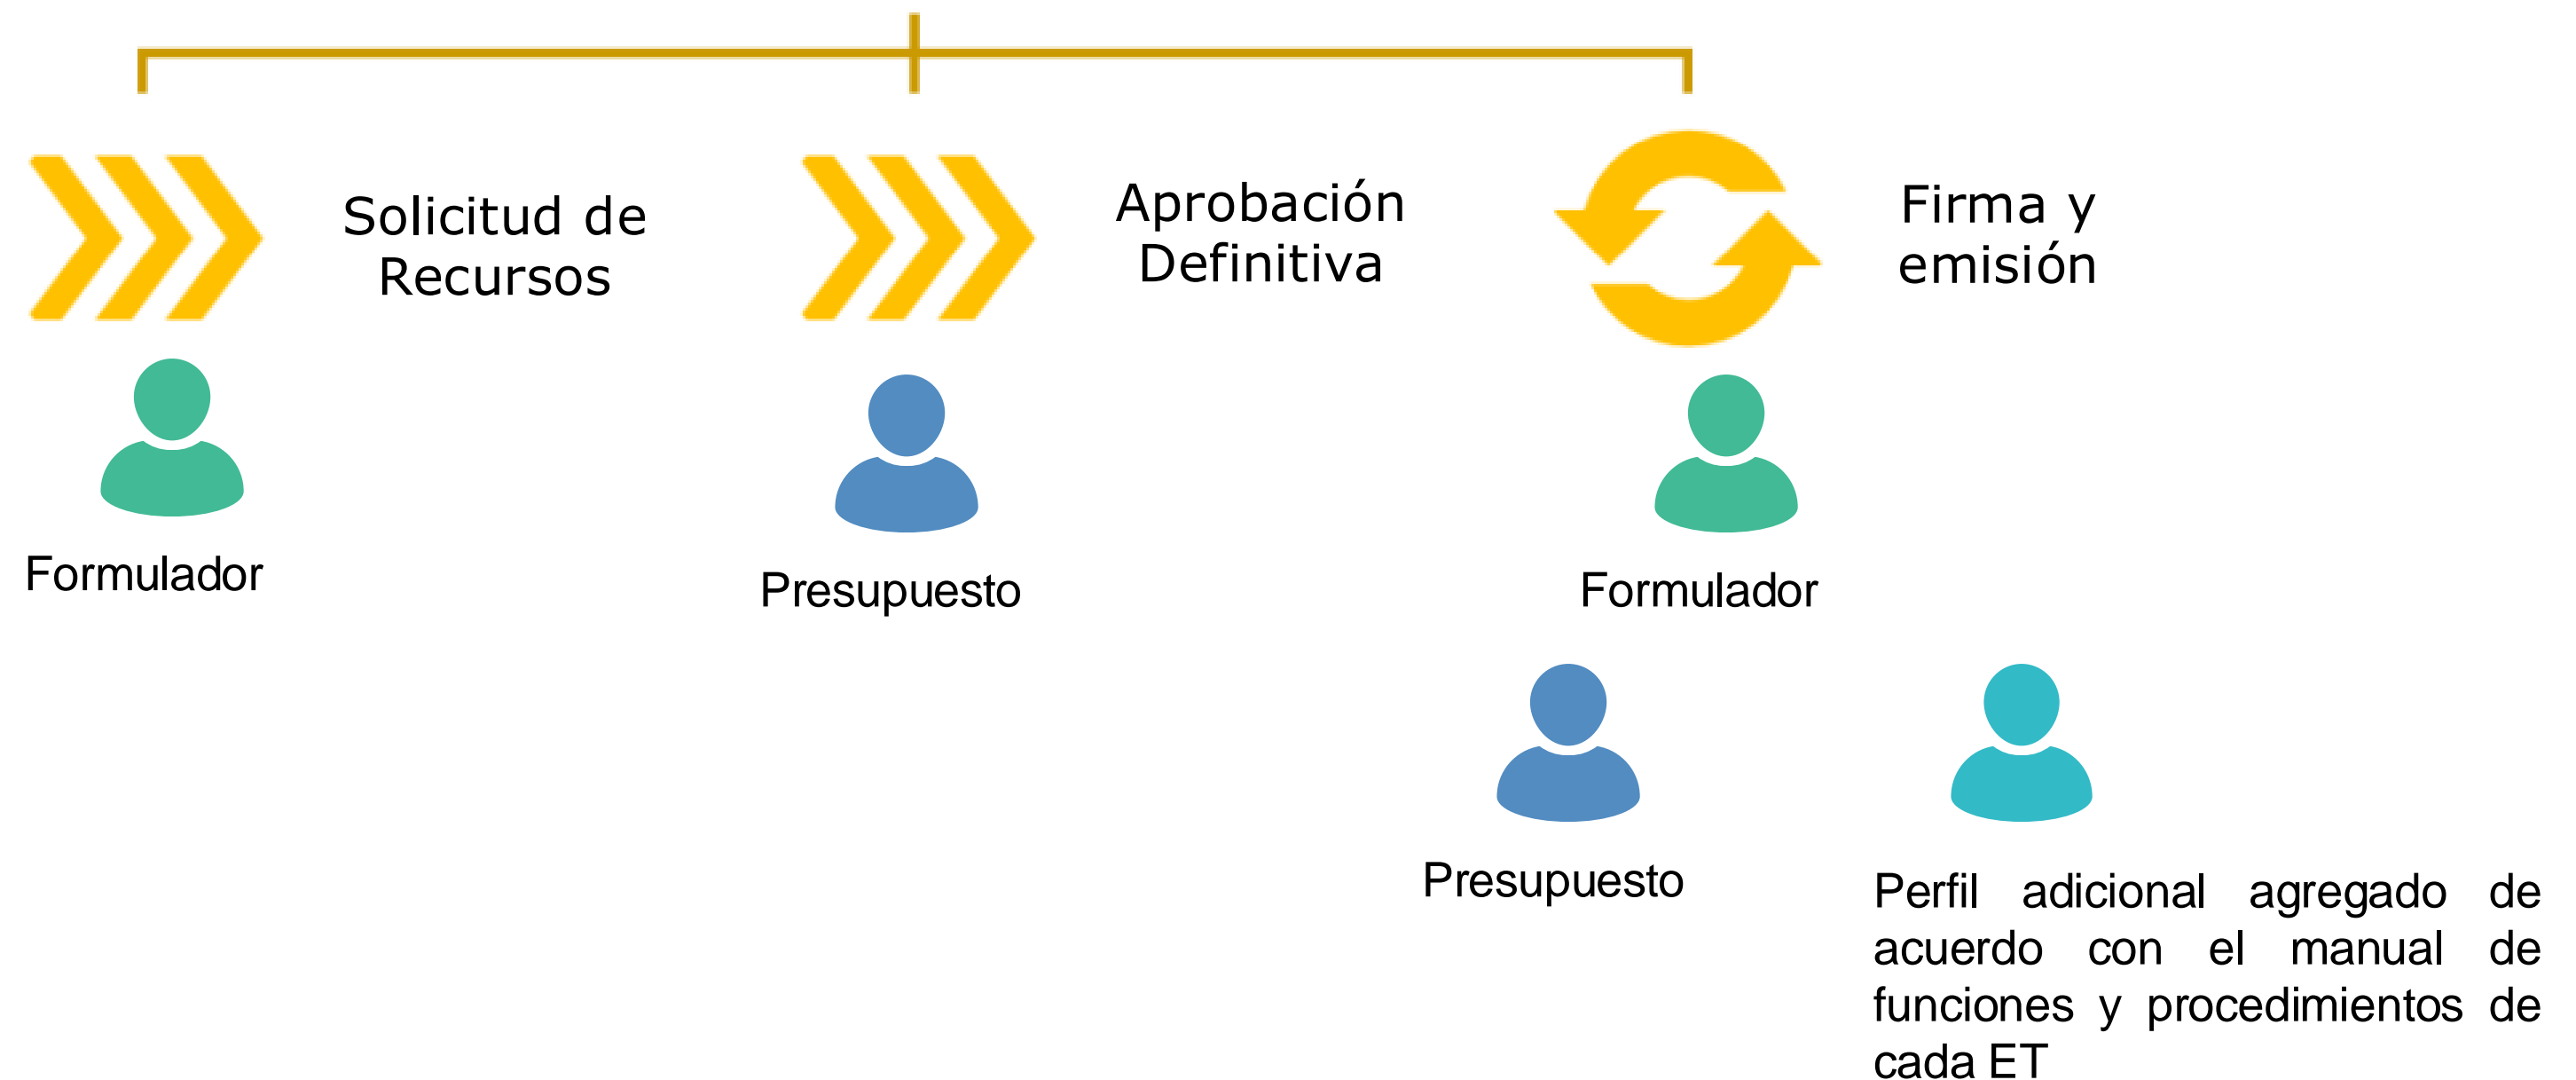 Solicitud de
Recursos
Aprobación
Definitiva
Firma y
emisión
Formulador
Presupuesto
Formulador
Presupuesto
Perfil adicional agregado de
acuerdo con el manual de
funciones y procedimientos de
cada ET